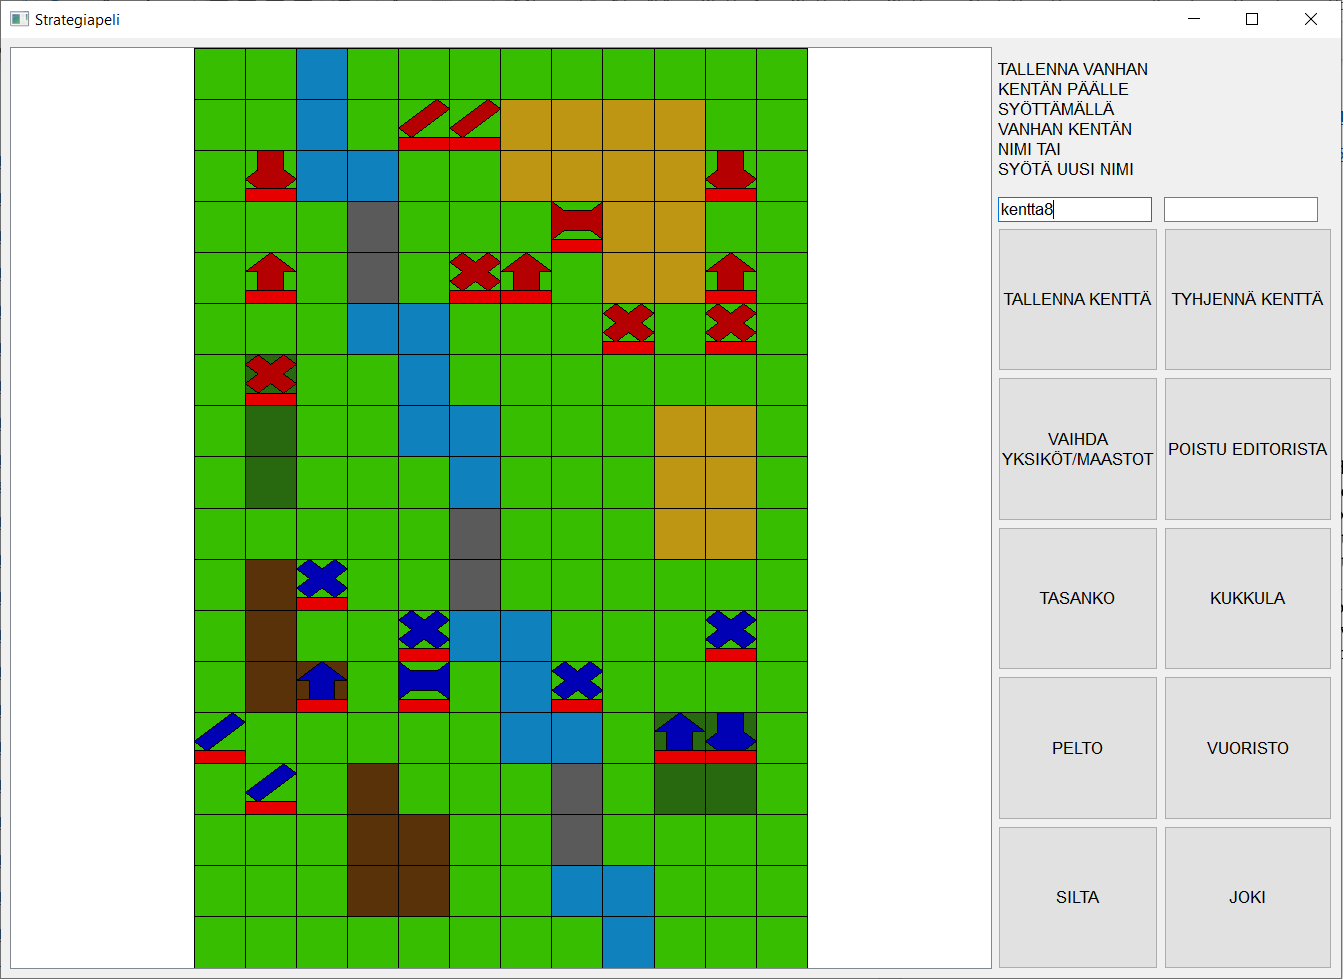 Strategiapeli
TALLENNA VANHAN
KENTÄN PÄÄLLE
SYÖTTÄMÄLLÄ
VANHAN KENTÄN
NIMI TAI
SYÖTÄ UUSI NIMI
kentta8
TALLENNA KENTTÄ
TYHJENNÄ KENTTÄ
VAIHDA
YKSIKÖT/MAASTOT
POISTU EDITORISTA
TASANKO
KUKKULA
PELTO
VUORISTO
SILTA
JOKI